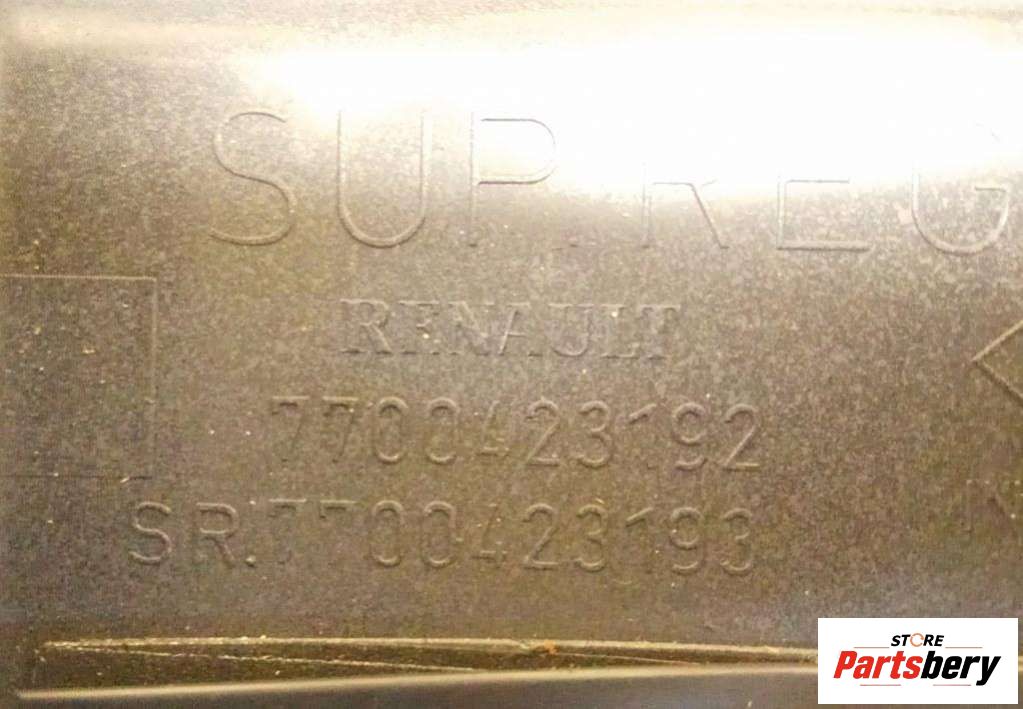 SUP REG
RENAULT
7700423192
SR.7700423193
STORE
Partsbery